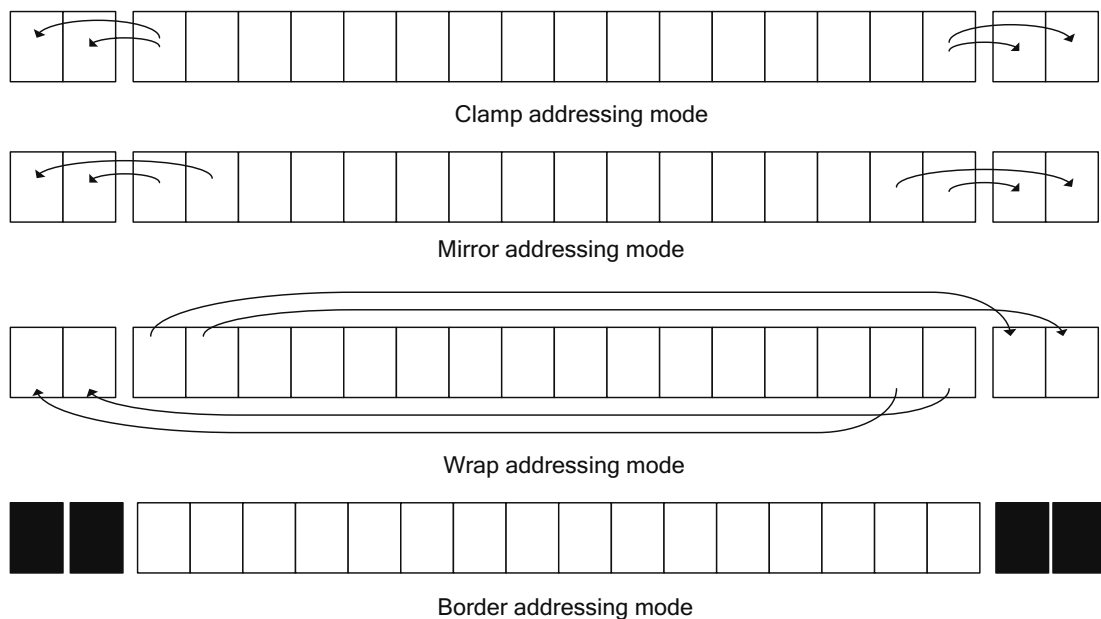 Clamp addressing mode
Mirror addressing mode
Wrap addressing mode
Border addressing mode